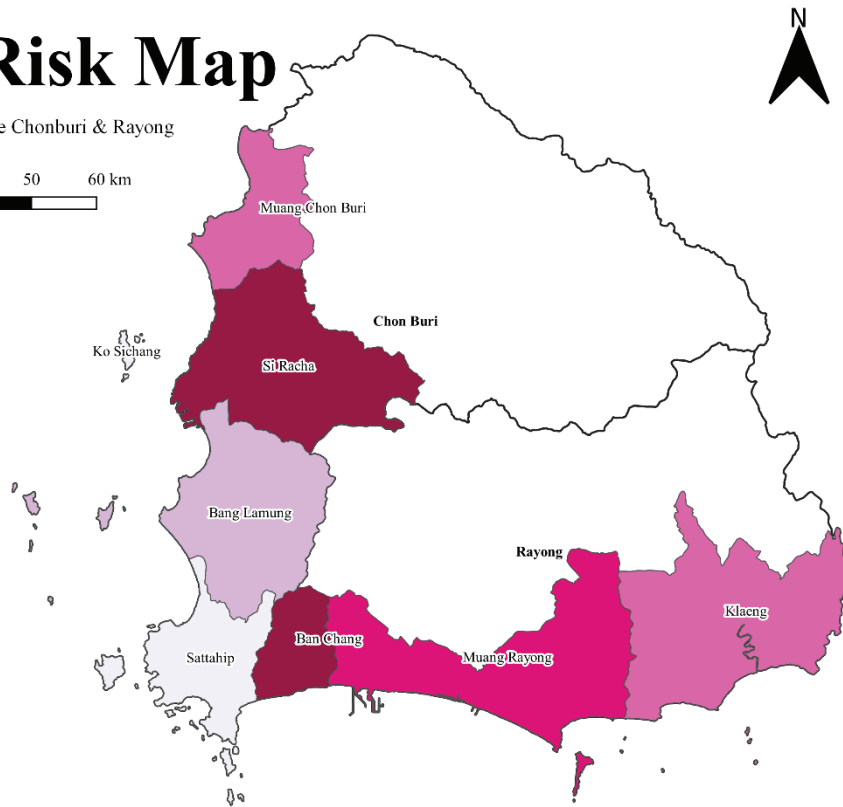 N
Risk Map
e Chonburi & Rayong
50 60 km
Muang Chon Buri
Chon Buri
Ko Sichang
Si Racha
Bang Lamung
Rayong
Klaeng
Ban Chang
Sattahip
Muang Rayong